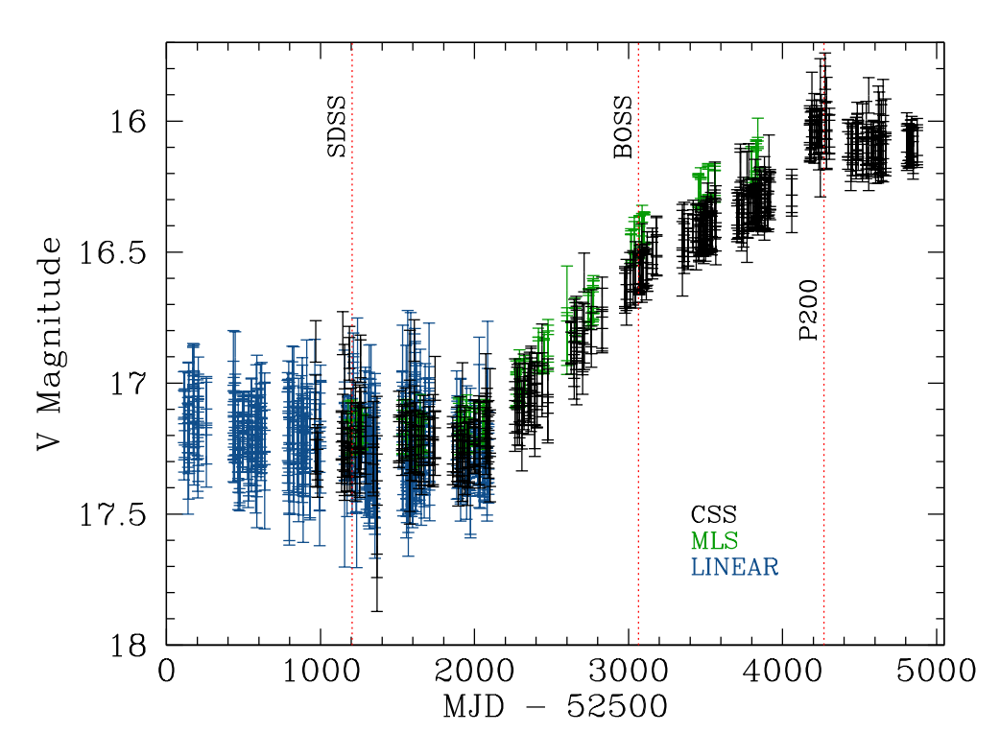 SDSS
BOSS
P200
16
16.5
17
17.5
18
V Magnitude
CSS
MLS
LINEAR
0 1000 2000 3000 4000 5000
MJD − 52500